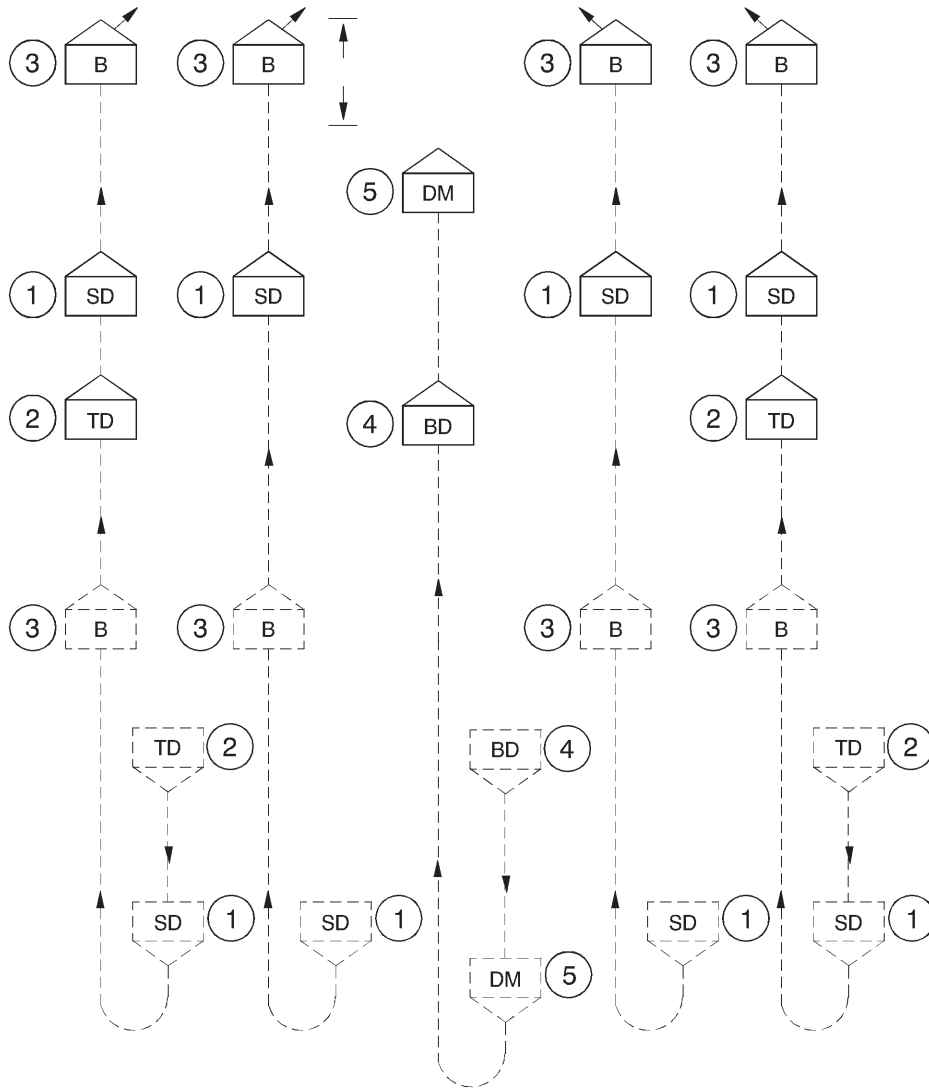 3 B 3 B 3 B 3 B
5 DM
1 SD 1 SD 1 SD 1 SD
2 TD 4 BD 2 TD
3 B 3 B 3 B 3 B
TD 2 BD 4 TD 2
SD 1 SD 1 SD 1 SD 1
DM 5